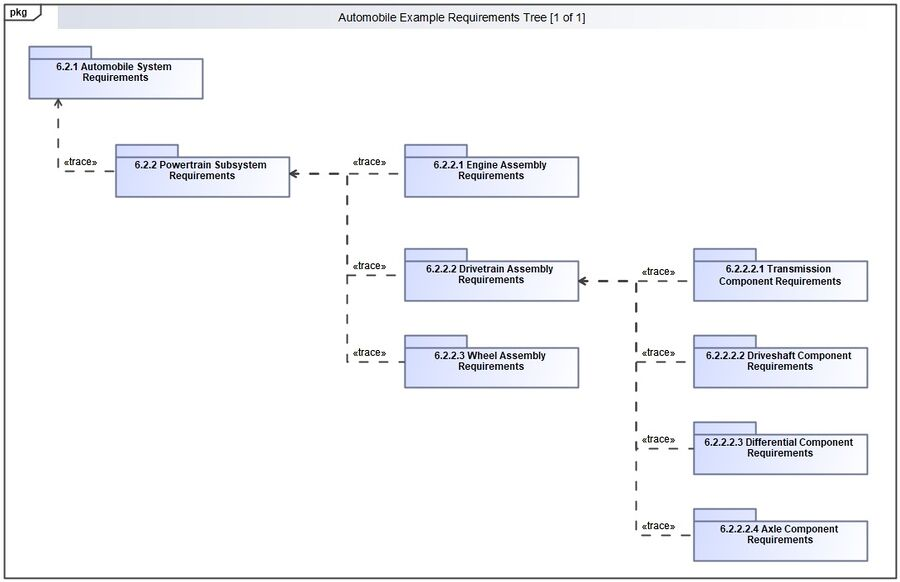 pkg
Automobile Example Requirements Tree [1 of 1]
6.2.1 Automobile System
Requirements
«trace»
6.2.2 Powertrain Subsystem
Requirements
«trace»
6.2.2.1 Engine Assembly
Requirements
«trace»
6.2.2.2 Drivetrain Assembly
Requirements
«trace»
6.2.2.2.1 Transmission
Component Requirements
«trace»
6.2.2.3 Wheel Assembly
Requirements
«trace»
6.2.2.2.2 Driveshaft Component
Requirements
«trace»
6.2.2.2.3 Differential Component
Requirements
«trace»
6.2.2.2.4 Axle Component
Requirements